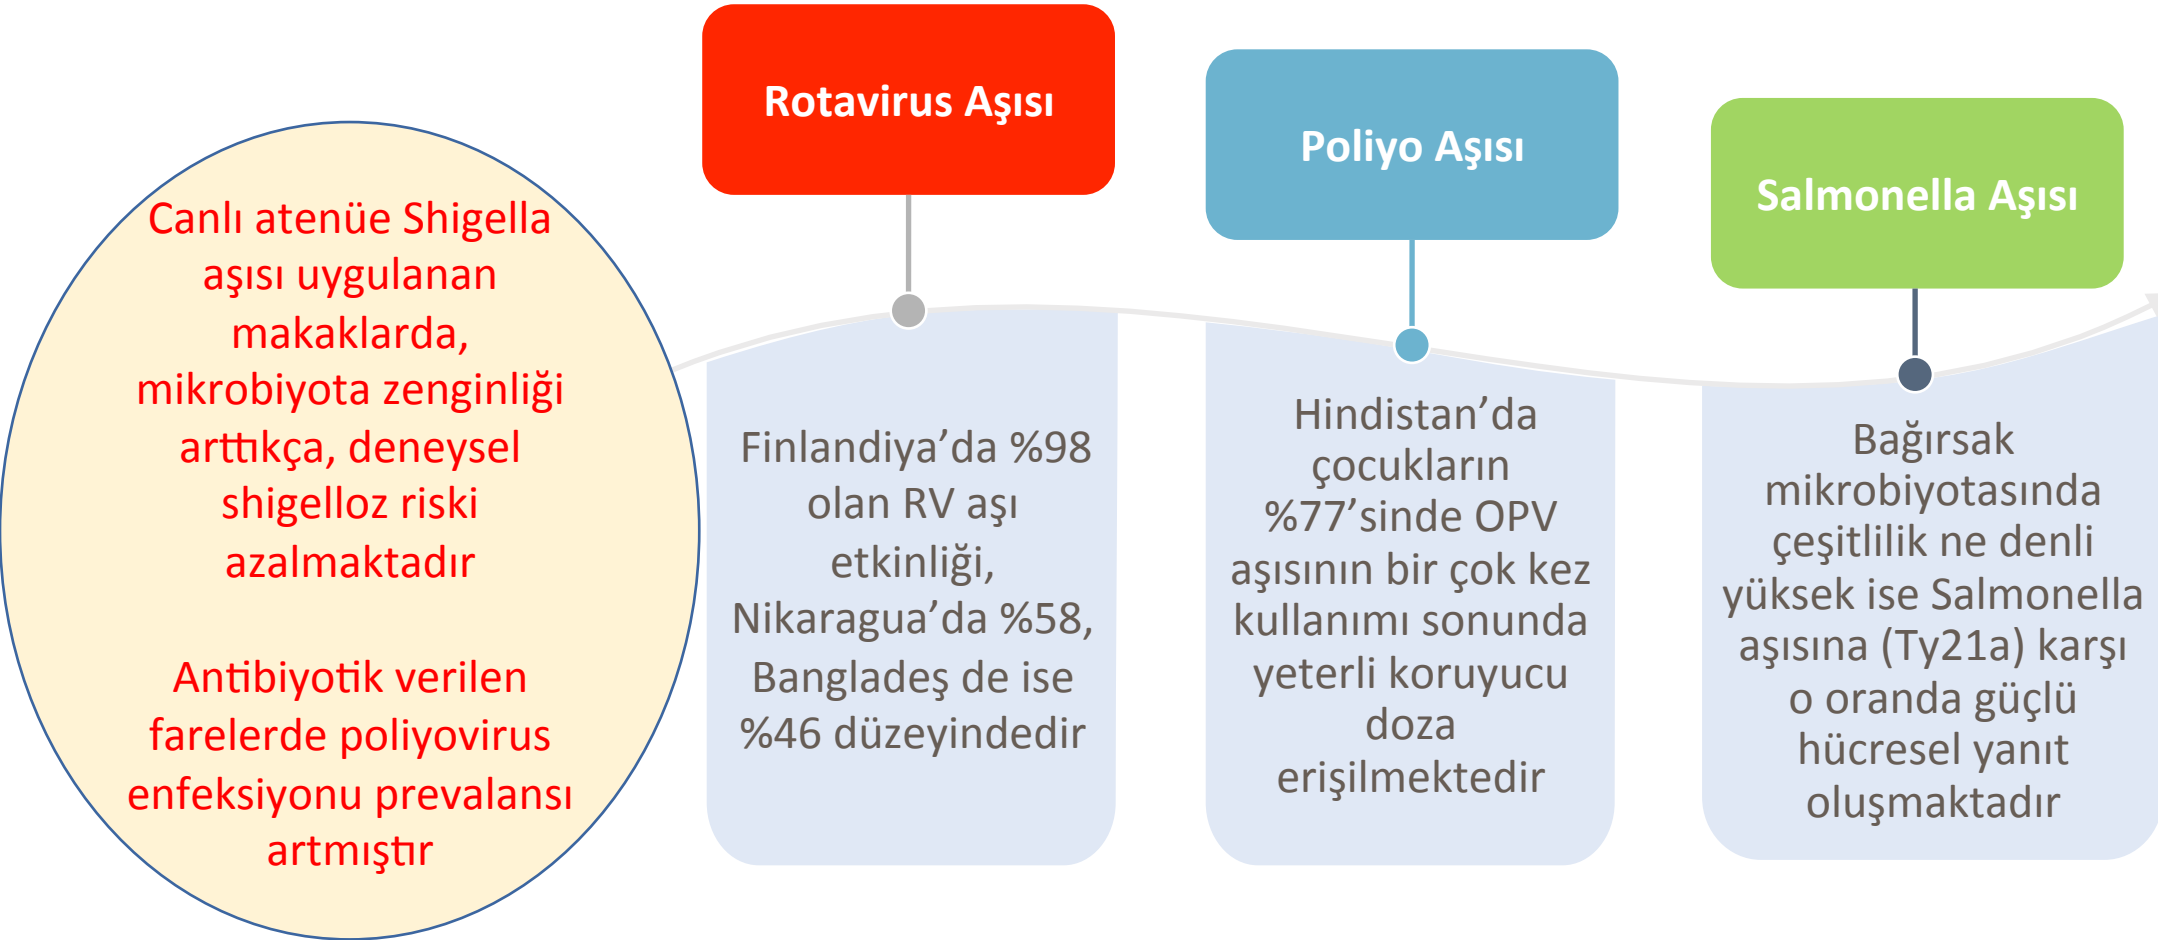 Canlı atenüe Shigella
aşısı uygulanan
makaklarda,
mikrobiyota zenginliği
arttıkça, deneysel
shigelloz riski
azalmaktadır
Antibiyotik verilen
farelerde poliyovirus
enfeksiyonu prevalansı
artmıştır
Rotavirus Aşısı
Finlandiya’da %98
olan RV aşı
etkinliği,
Nikaragua’da %58,
Bangladeş de ise
%46 düzeyindedir
Poliyo Aşısı
Hindistan’da
çocukların
%77’sinde OPV
aşısının bir çok kez
kullanımı sonunda
yeterli koruyucu
doza
erişilmektedir
Salmonella Aşısı
Bağırsak
mikrobiyotasında
çeşitlilik ne denli
yüksek ise Salmonella
aşısına (Ty21a) karşı
o oranda güçlü
hücresel yanıt
oluşmaktadır